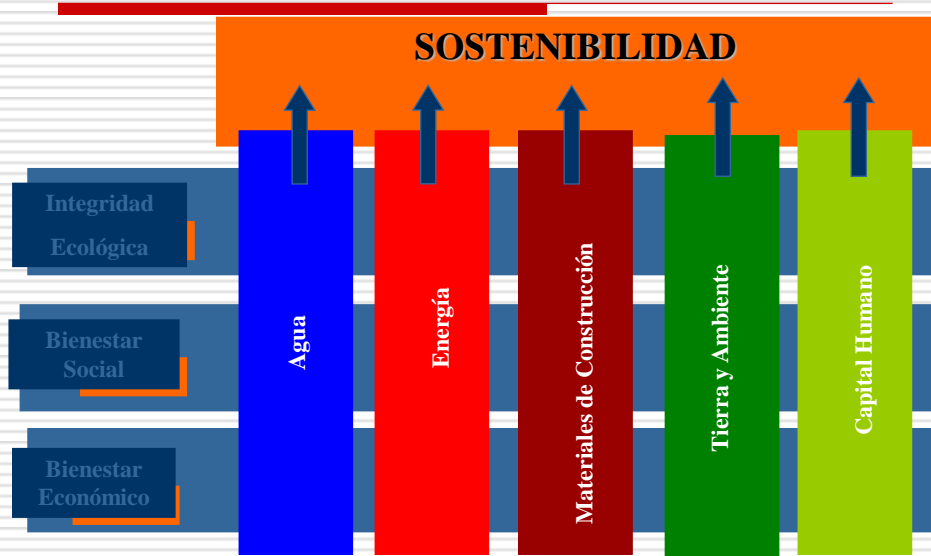 SOSTENIBILIDAD
Integridad
Ecológica
Bienestar
Social
Bienestar
Económico
Agua
Energía
Materiales de Construcción
Tierra y Ambiente
Capital Humano